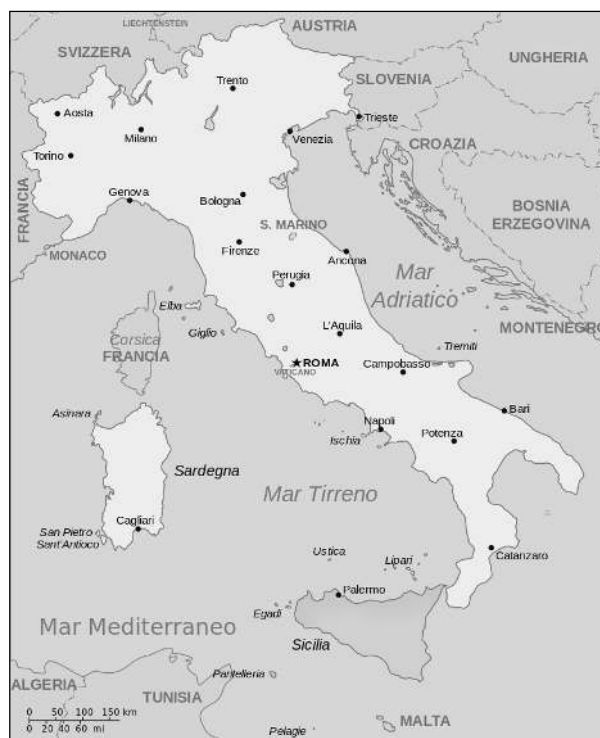 LIECHTENSTEIN
AUSTRIA
SVIZZERA
UNGHERIA
Trento
SLOVENIA
Aosta
Trieste
Milano
Venezia
CROAZIA
Torino
Genova
Bologna
FRANCIA
BOSNIA
ERZEGOVINA
S. MARINO
MONACO
Firenze
Ancona
Perugia
Mar
Adriatico
Elba
Giglio
L'Aquila
MONTENEGRO
Corsica
FRANCIA
Tremiti
ROMA
VATICANO
Campobasso
Asinara
Napoli
Bari
Ischia
Potenza
Sardegna
Mar Tirreno
Cagliari
San Pietro
Sant'Antioco
Ustica
Lipari
Catanzaro
Palermo
Egadi
Mar Mediterraneo
Sicilia
Pantelleria
ALGERIA
TUNISIA
0 50 100 150 km
0 20 40 60 mi
Pelagie
MALTA